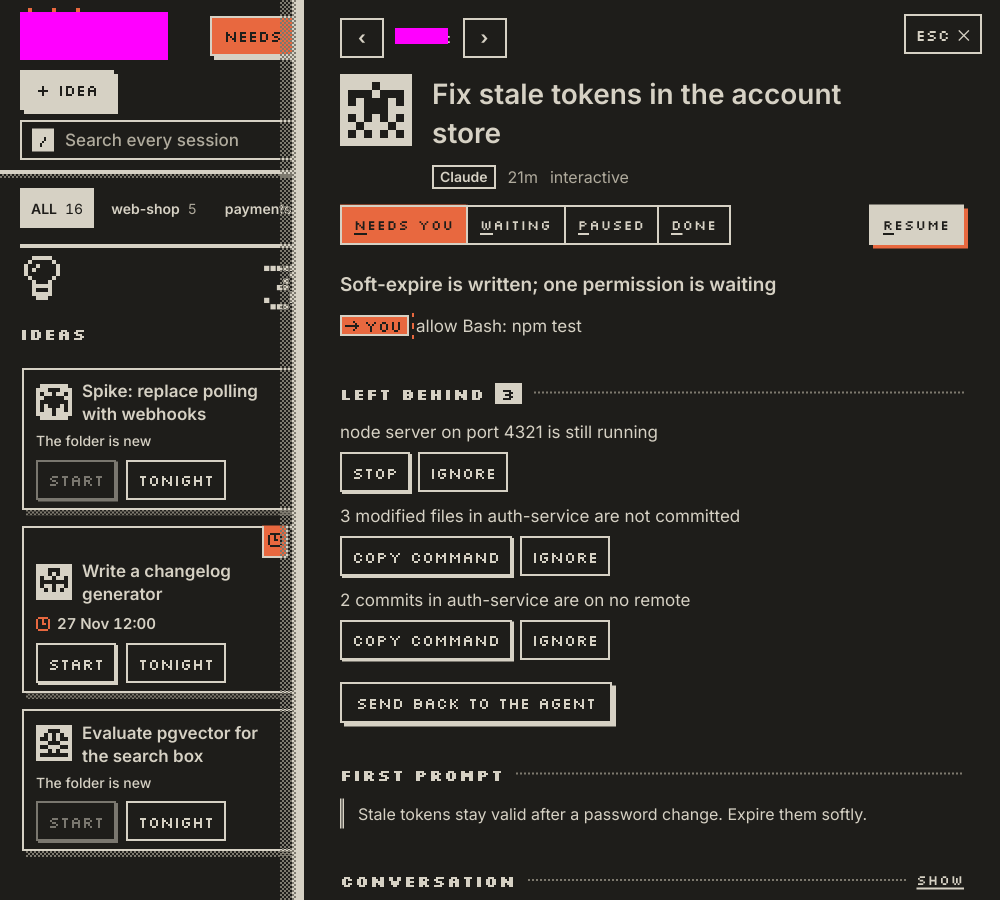 NEEDS
+ IDEA
/ Search every session
ALL 16 web-shop 5 payments
IDEAS
Spike: replace polling
with webhooks
The folder is new
START TONIGHT
Write a changelog
generator
27 Nov 12:00
START TONIGHT
Evaluate pgvector for
the search box
The folder is new
START TONIGHT
‹ › ESC ×
Fix stale tokens in the account
store
Claude 21m interactive
NEEDS YOU WAITING PAUSED DONE RESUME
Soft-expire is written; one permission is waiting
→ YOU allow Bash: npm test
LEFT BEHIND 3
node server on port 4321 is still running
STOP IGNORE
3 modified files in auth-service are not committed
COPY COMMAND IGNORE
2 commits in auth-service are on no remote
COPY COMMAND IGNORE
SEND BACK TO THE AGENT
FIRST PROMPT
Stale tokens stay valid after a password change. Expire them softly.
CONVERSATION SHOW